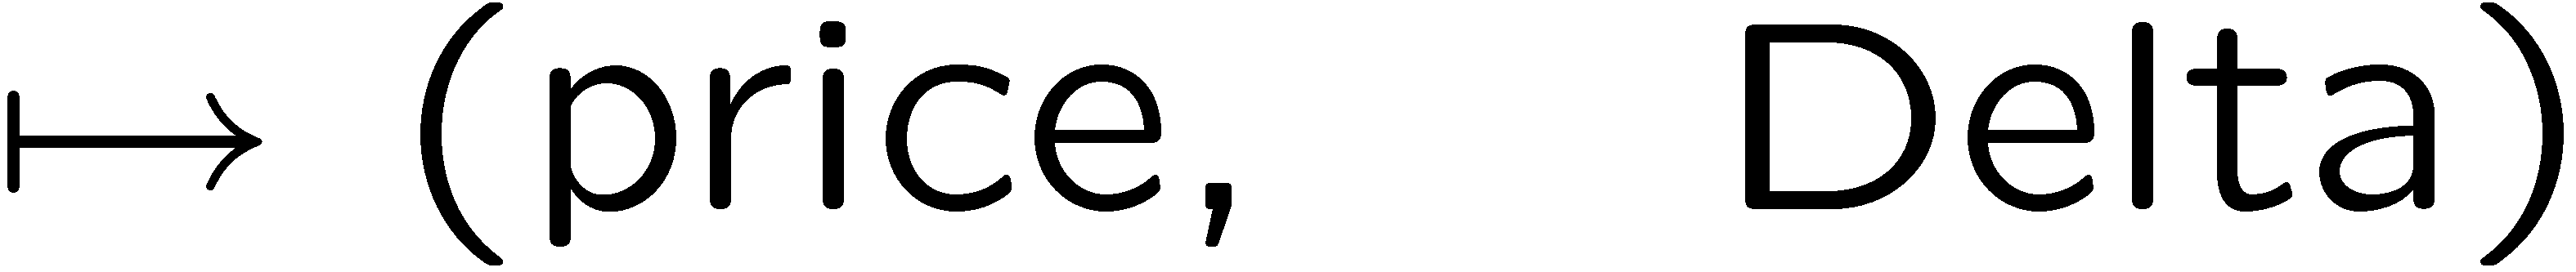 ↦ (price, Delta)